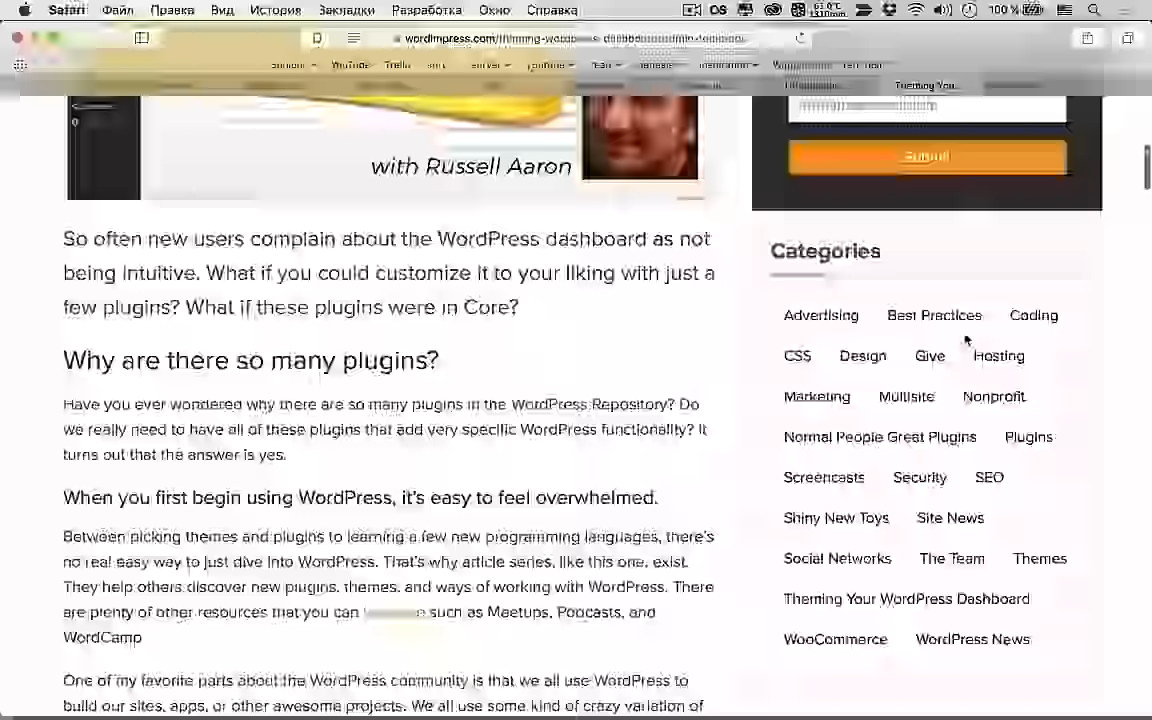 Safari Файл Правка Вид История Закладки Разработка Окно Справка 100 %
YouTube Trello
Theming You...
with Russell Aaron
Submit
So often new users complain about the WordPress dashboard as not
being intuitive. What if you could customize it to your liking with just a
few plugins? What if these plugins were in Core?
Why are there so many plugins?
Have you ever wondered why there are so many plugins in the WordPress Repository? Do
we really need to have all of these plugins that add very specific WordPress functionality? It
turns out that the answer is yes.
When you first begin using WordPress, it's easy to feel overwhelmed.
Between picking themes and plugins to learning a few new programming languages, there's
no real easy way to just dive into WordPress. That's why article series, like this one, exist.
They help others discover new plugins, themes, and ways of working with WordPress. There
are plenty of other resources that you can such as Meetups, Podcasts, and
WordCamp
One of my favorite parts about the WordPress community is that we all use WordPress to
build our sites, apps, or other awesome projects. We all use some kind of crazy variation of
Categories
Advertising Best Practices Coding
CSS Design Give Hosting
Marketing Multisite Nonprofit
Normal People Great Plugins Plugins
Screencasts Security SEO
Shiny New Toys Site News
Social Networks The Team Themes
Theming Your WordPress Dashboard
WooCommerce WordPress News